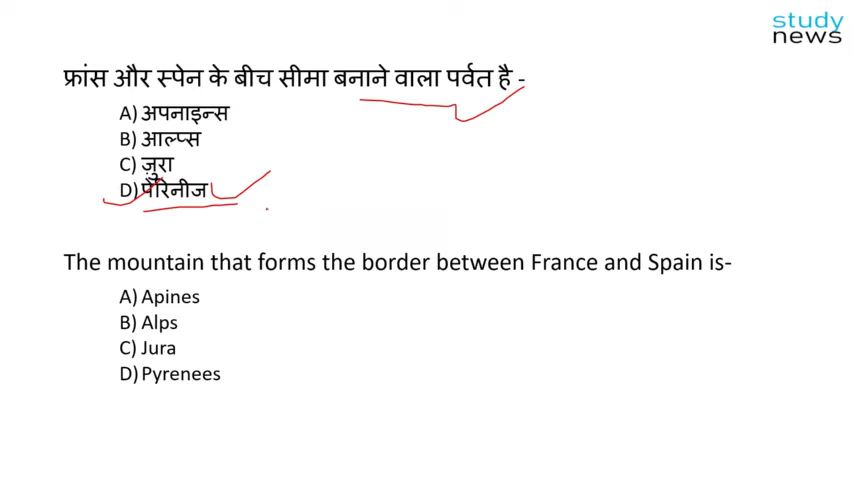 study
news
फ्रांस और स्पेन के बीच सीमा बनाने वाला पर्वत है -
A) अपनाइन्स
B) आल्प्स
C) जुरा
D) पेरिनीज
The mountain that forms the border between France and Spain is-
A) Apines
B) Alps
C) Jura
D) Pyrenees